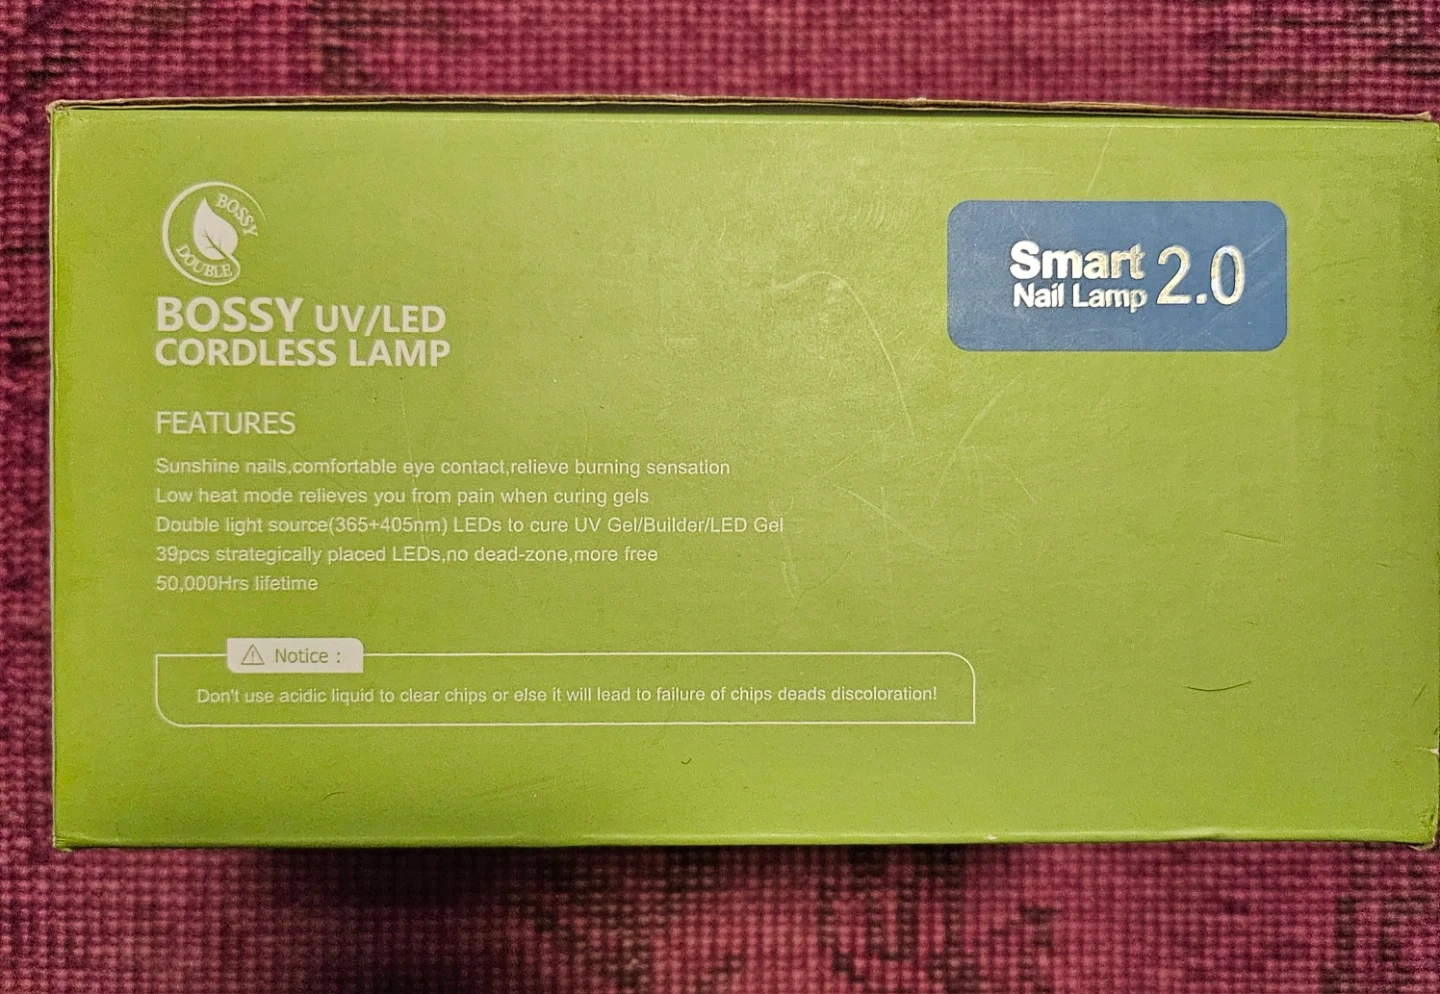 BOSSY
DOUBLE
BOSSY UV/LED
CORDLESS LAMP
Smart
Nail Lamp 2.0
FEATURES
Sunshine nails,comfortable eye contact,relieve burning sensation
Low heat mode relieves you from pain when curing gels
Double light source(365+405nm) LEDs to cure UV Gel/Builder/LED Gel
39pcs strategically placed LEDs,no dead-zone,more free
50,000Hrs lifetime
Notice :
Don't use acidic liquid to clear chips or else it will lead to failure of chips deads discoloration!